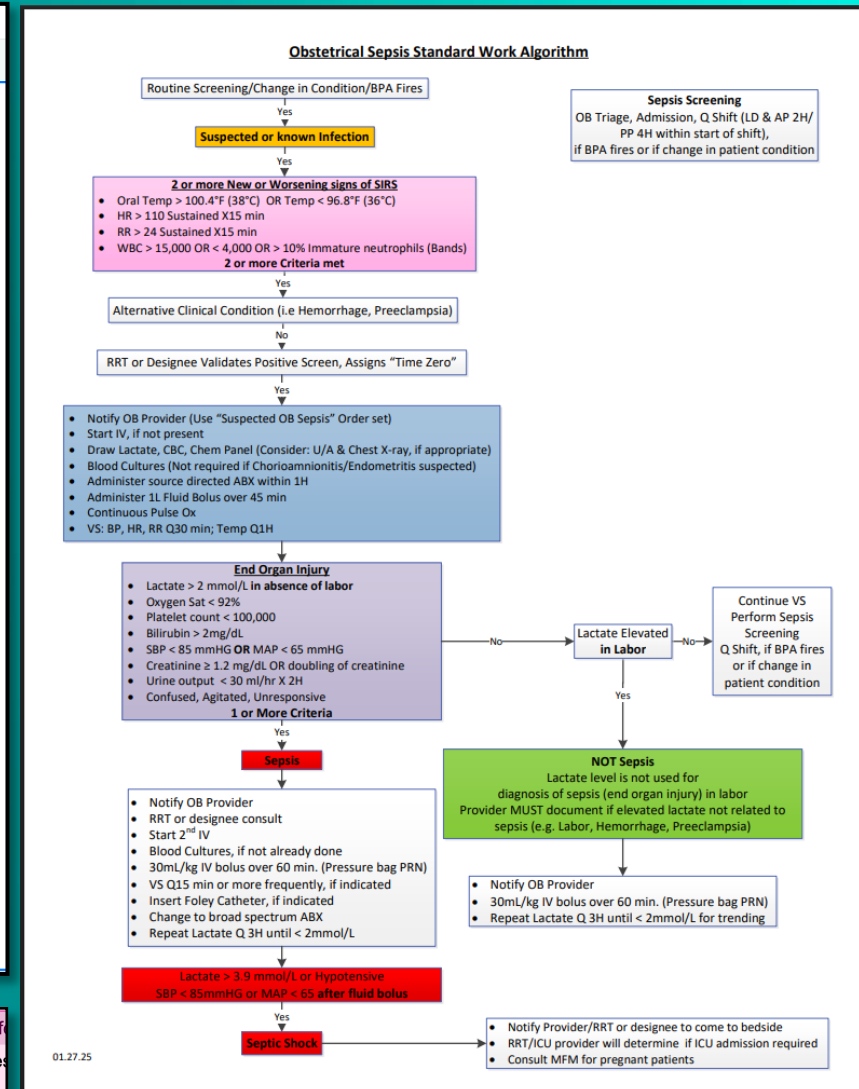 Obstetrical Sepsis Standard Work Algorithm
Routine Screening/Change in Condition/BPA Fires
Yes
Suspected or known Infection
Yes
2 or more New or Worsening signs of SIRS
• Oral Temp > 100.4°F (38°C) OR Temp < 96.8°F (36°C)
• HR > 110 Sustained X15 min
• RR > 24 Sustained X15 min
• WBC > 15,000 OR < 4,000 OR > 10% Immature neutrophils (Bands)
2 or more Criteria met
Yes
Alternative Clinical Condition (i.e Hemorrhage, Preeclampsia)
No
RRT or Designee Validates Positive Screen, Assigns “Time Zero”
Yes
Sepsis Screening
OB Triage, Admission, Q Shift (LD & AP 2H/
PP 4H within start of shift),
if BPA fires or if change in patient condition
• Notify OB Provider (Use “Suspected OB Sepsis” Order set)
• Start IV, if not present
• Draw Lactate, CBC, Chem Panel (Consider: U/A & Chest X-ray, if appropriate)
• Blood Cultures (Not required if Chorioamnionitis/Endometritis suspected)
• Administer source directed ABX within 1H
• Administer 1L Fluid Bolus over 45 min
• Continuous Pulse Ox
• VS: BP, HR, RR Q30 min; Temp Q1H
End Organ Injury
• Lactate > 2 mmol/L in absence of labor
• Oxygen Sat < 92%
• Platelet count < 100,000
• Bilirubin > 2mg/dL
• SBP < 85 mmHG OR MAP < 65 mmHG
• Creatinine ≥ 1.2 mg/dL OR doubling of creatinine
• Urine output < 30 ml/hr X 2H
• Confused, Agitated, Unresponsive
1 or More Criteria
No
Lactate Elevated
in Labor
No
Continue VS
Perform Sepsis
Screening
Q Shift, if BPA fires
or if change in
patient condition
Yes
Sepsis
• Notify OB Provider
• RRT or designee consult
• Start 2nd IV
• Blood Cultures, if not already done
• 30mL/kg IV bolus over 60 min. (Pressure bag PRN)
• VS Q15 min or more frequently, if indicated
• Insert Foley Catheter, if indicated
• Change to broad spectrum ABX
• Repeat Lactate Q 3H until < 2mmol/L
Yes
NOT Sepsis
Lactate level is not used for
diagnosis of sepsis (end organ injury) in labor
Provider MUST document if elevated lactate not related to
sepsis (e.g. Labor, Hemorrhage, Preeclampsia)
• Notify OB Provider
• 30mL/kg IV bolus over 60 min. (Pressure bag PRN)
• Repeat Lactate Q 3H until < 2mmol/L for trending
Lactate > 3.9 mmol/L or Hypotensive
SBP < 85mmHG or MAP < 65 after fluid bolus
Yes
Septic Shock
• Notify Provider/RRT or designee to come to bedside
• RRT/ICU provider will determine if ICU admission required
• Consult MFM for pregnant patients
01.27.25